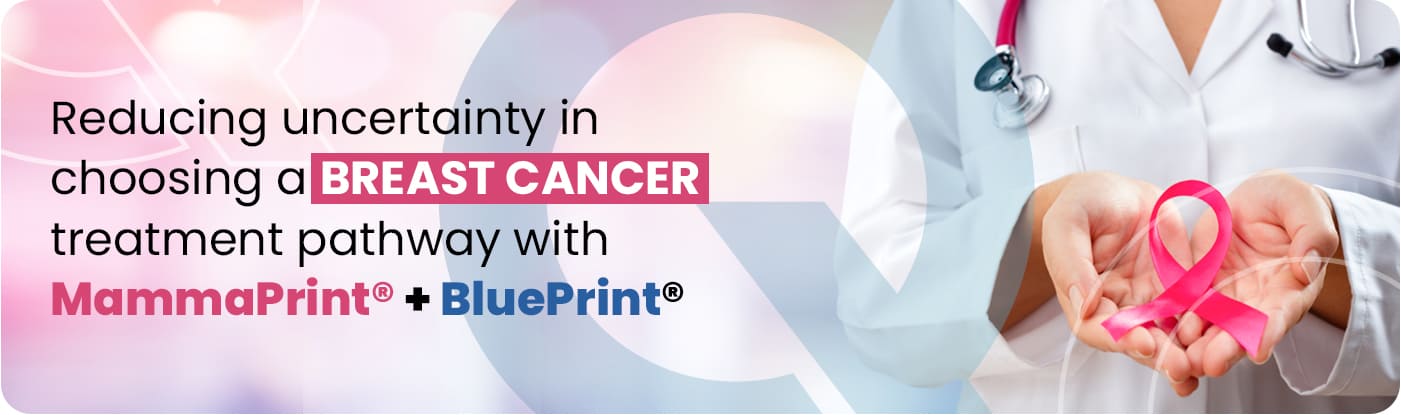 Reducing uncertainty in
choosing a BREAST CANCER
treatment pathway with
MammaPrint® + BluePrint®